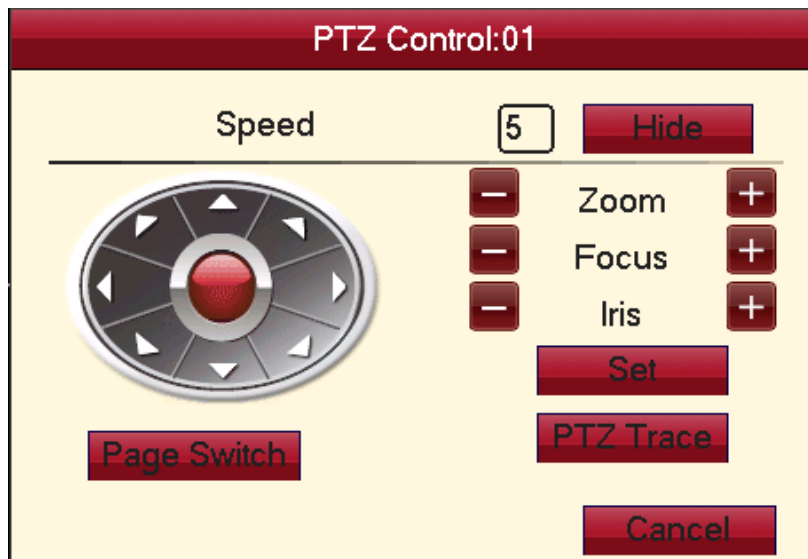 PTZ Control:01
Speed 5 Hide
Zoom
Focus
Iris
Set
PTZ Trace
Page Switch
Cancel